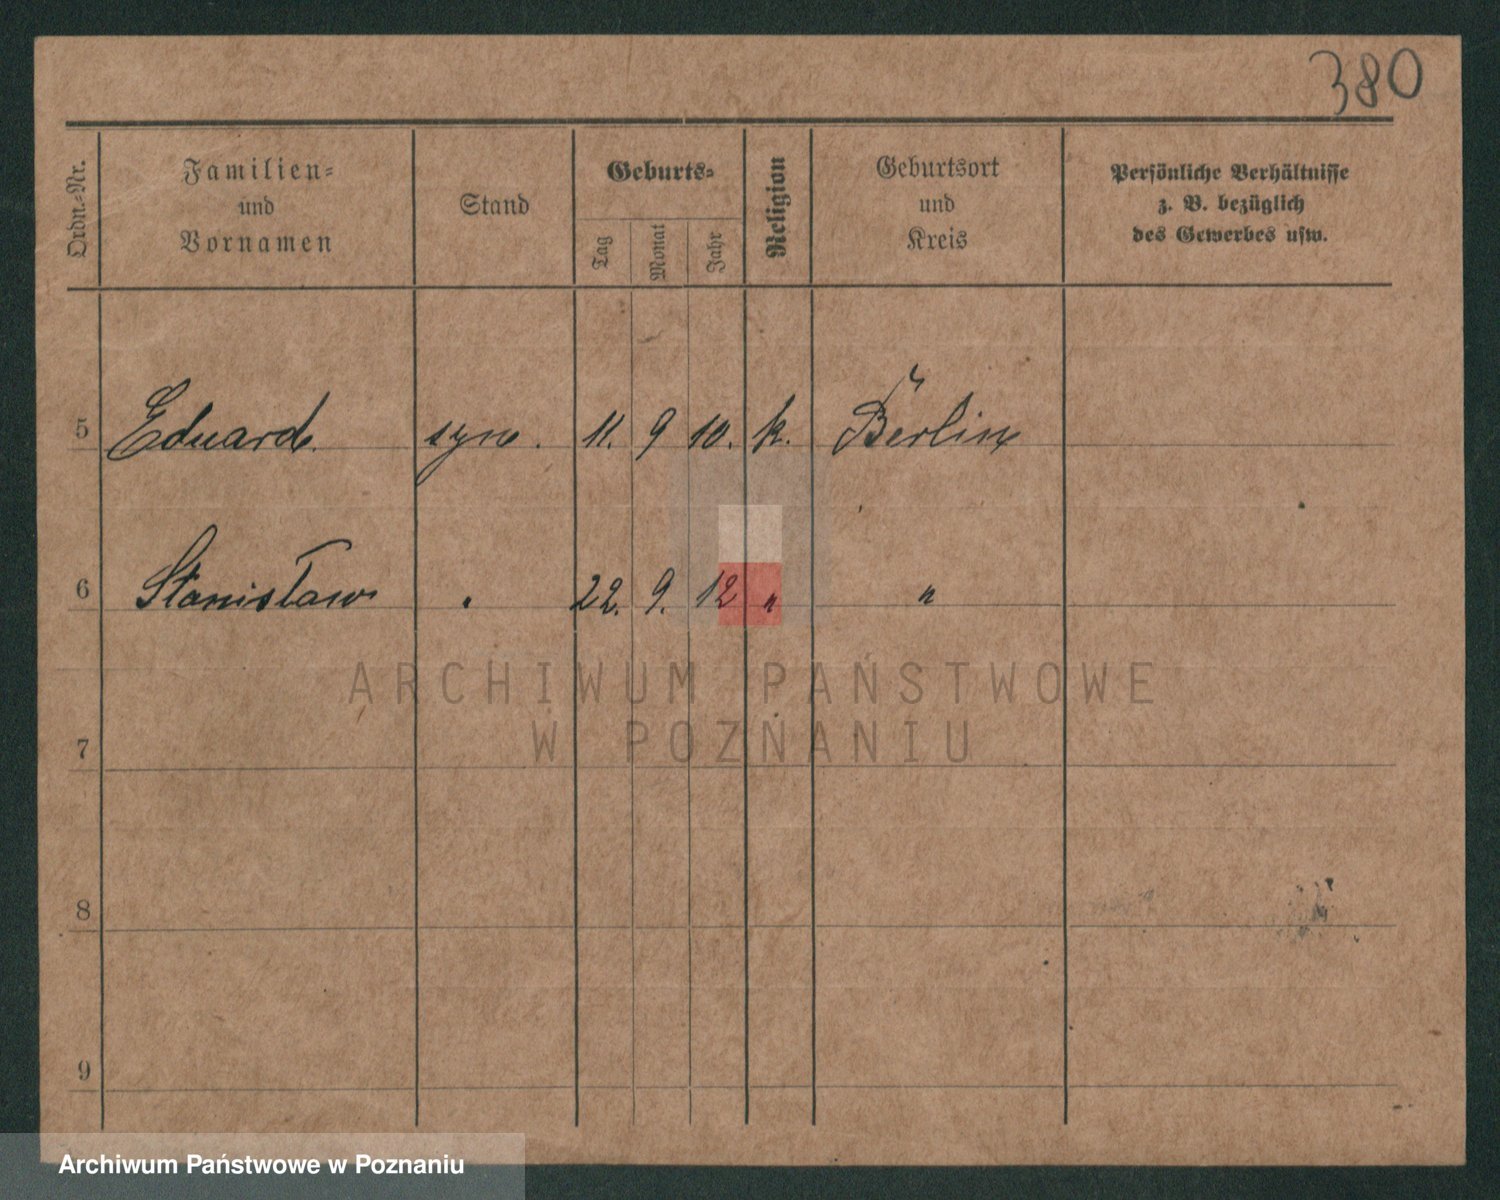 380
Ordn.-Nr.
Familien-
und
Vornamen
Stand
Geburts-
Tag
Monat
Jahr
Religion
Geburtsort
und
Kreis
Persönliche Verhältnisse
z. B. bezüglich
des Gewerbes usw.
5 Eduard. syn. 11. 9 10. k. Berlin
6 Stanisław " 22. 9. 12 " "
ARCHIWUM PAŃSTWOWE
W POZNANIU
7
8
9
Archiwum Państwowe w Poznaniu